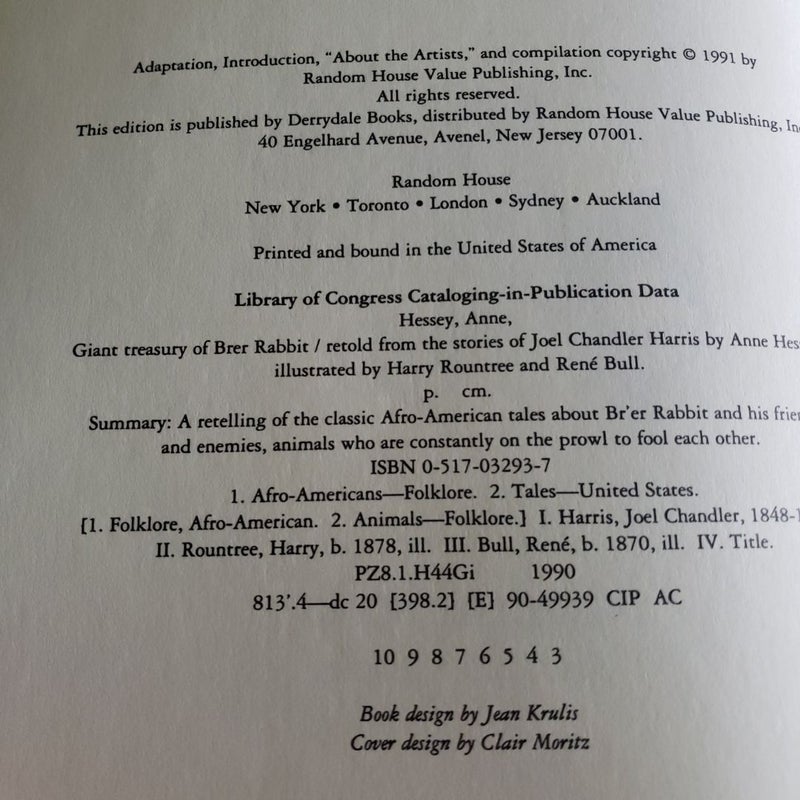 Adaptation, Introduction, “About the Artists,” and compilation copyright © 1991 by
Random House Value Publishing, Inc.
All rights reserved.
This edition is published by Derrydale Books, distributed by Random House Value Publishing,
40 Engelhard Avenue, Avenel, New Jersey 07001.
Random House
New York • Toronto • London • Sydney • Auckland
Printed and bound in the United States of America
Library of Congress Cataloging-in-Publication Data
Hessey, Anne,
Giant treasury of Brer Rabbit / retold from the stories of Joel Chandler Harris by Anne
illustrated by Harry Rountree and René Bull.
p. cm.
Summary: A retelling of the classic Afro-American tales about Br’er Rabbit and his
and enemies, animals who are constantly on the prowl to fool each other.
ISBN 0-517-03293-7
1. Afro-Americans—Folklore. 2. Tales—United States.
[1. Folklore, Afro-American. 2. Animals—Folklore.] I. Harris, Joel Chandler, 1848-
II. Rountree, Harry, b. 1878, ill. III. Bull, René, b. 1870, ill. IV. Title.
PZ8.1.H44Gi 1990
813’.4—dc 20 [398.2] [E] 90-49939 CIP AC
10 9 8 7 6 5 4 3
Book design by Jean Krulis
Cover design by Clair Moritz